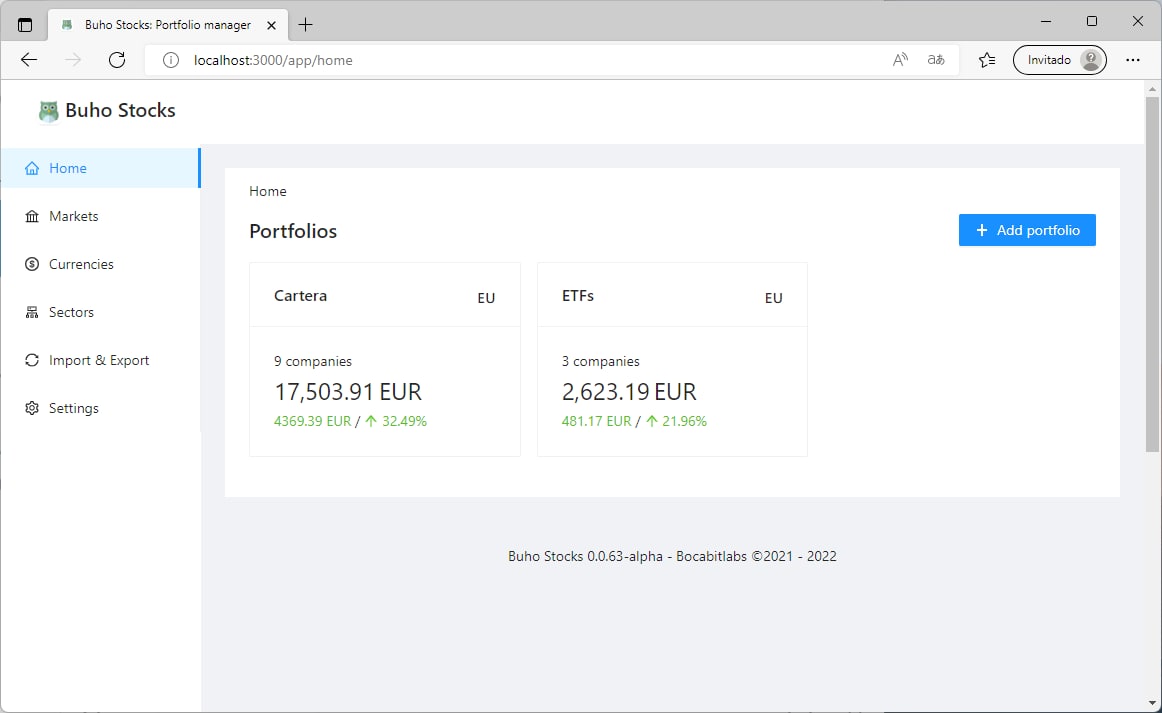 Buho Stocks: Portfolio manager
localhost:3000/app/home
Invitado
Buho Stocks
Home
Markets
Currencies
Sectors
Import & Export
Settings
Home
Portfolios
Add portfolio
Cartera EU
9 companies
17,503.91 EUR
4369.39 EUR / ↑ 32.49%
ETFs EU
3 companies
2,623.19 EUR
481.17 EUR / ↑ 21.96%
Buho Stocks 0.0.63-alpha - Bocabitlabs ©2021 - 2022